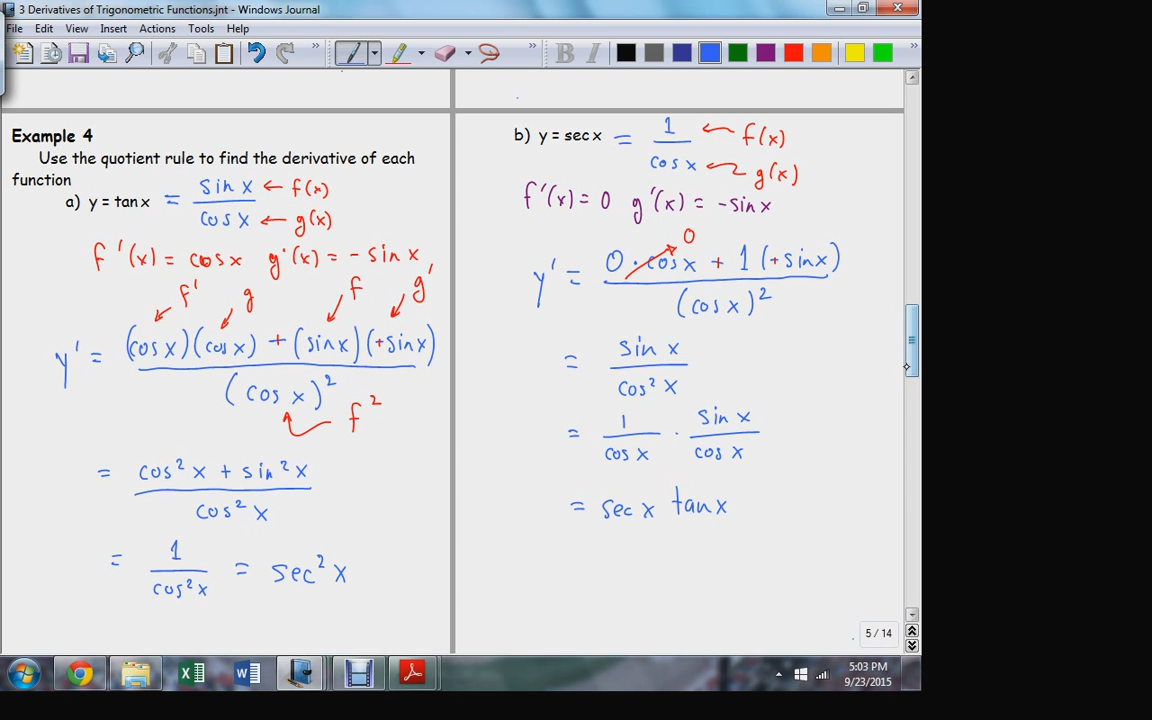 3 Derivatives of Trigonometric Functions.jnt - Windows Journal
File Edit View Insert Actions Tools Help
B I
Example 4
Use the quotient rule to find the derivative of each
function
a) y = tan x = sin x / cos x ← f(x) ← g(x)
f'(x) = cos x g'(x) = - sin x
f' g f g'
y' = (cos x)(cos x) + (sin x)(+sin x) / (cos x)²
f²
= cos² x + sin² x / cos² x
= 1 / cos² x = sec² x
b) y = sec x = 1 / cos x ← f(x) ← g(x)
f'(x) = 0 g'(x) = - sin x
0
y' = 0 · cos x + 1 (+sin x) / (cos x)²
= sin x / cos² x
= 1 / cos x · sin x / cos x
= sec x tan x
5 / 14
5:03 PM
9/23/2015